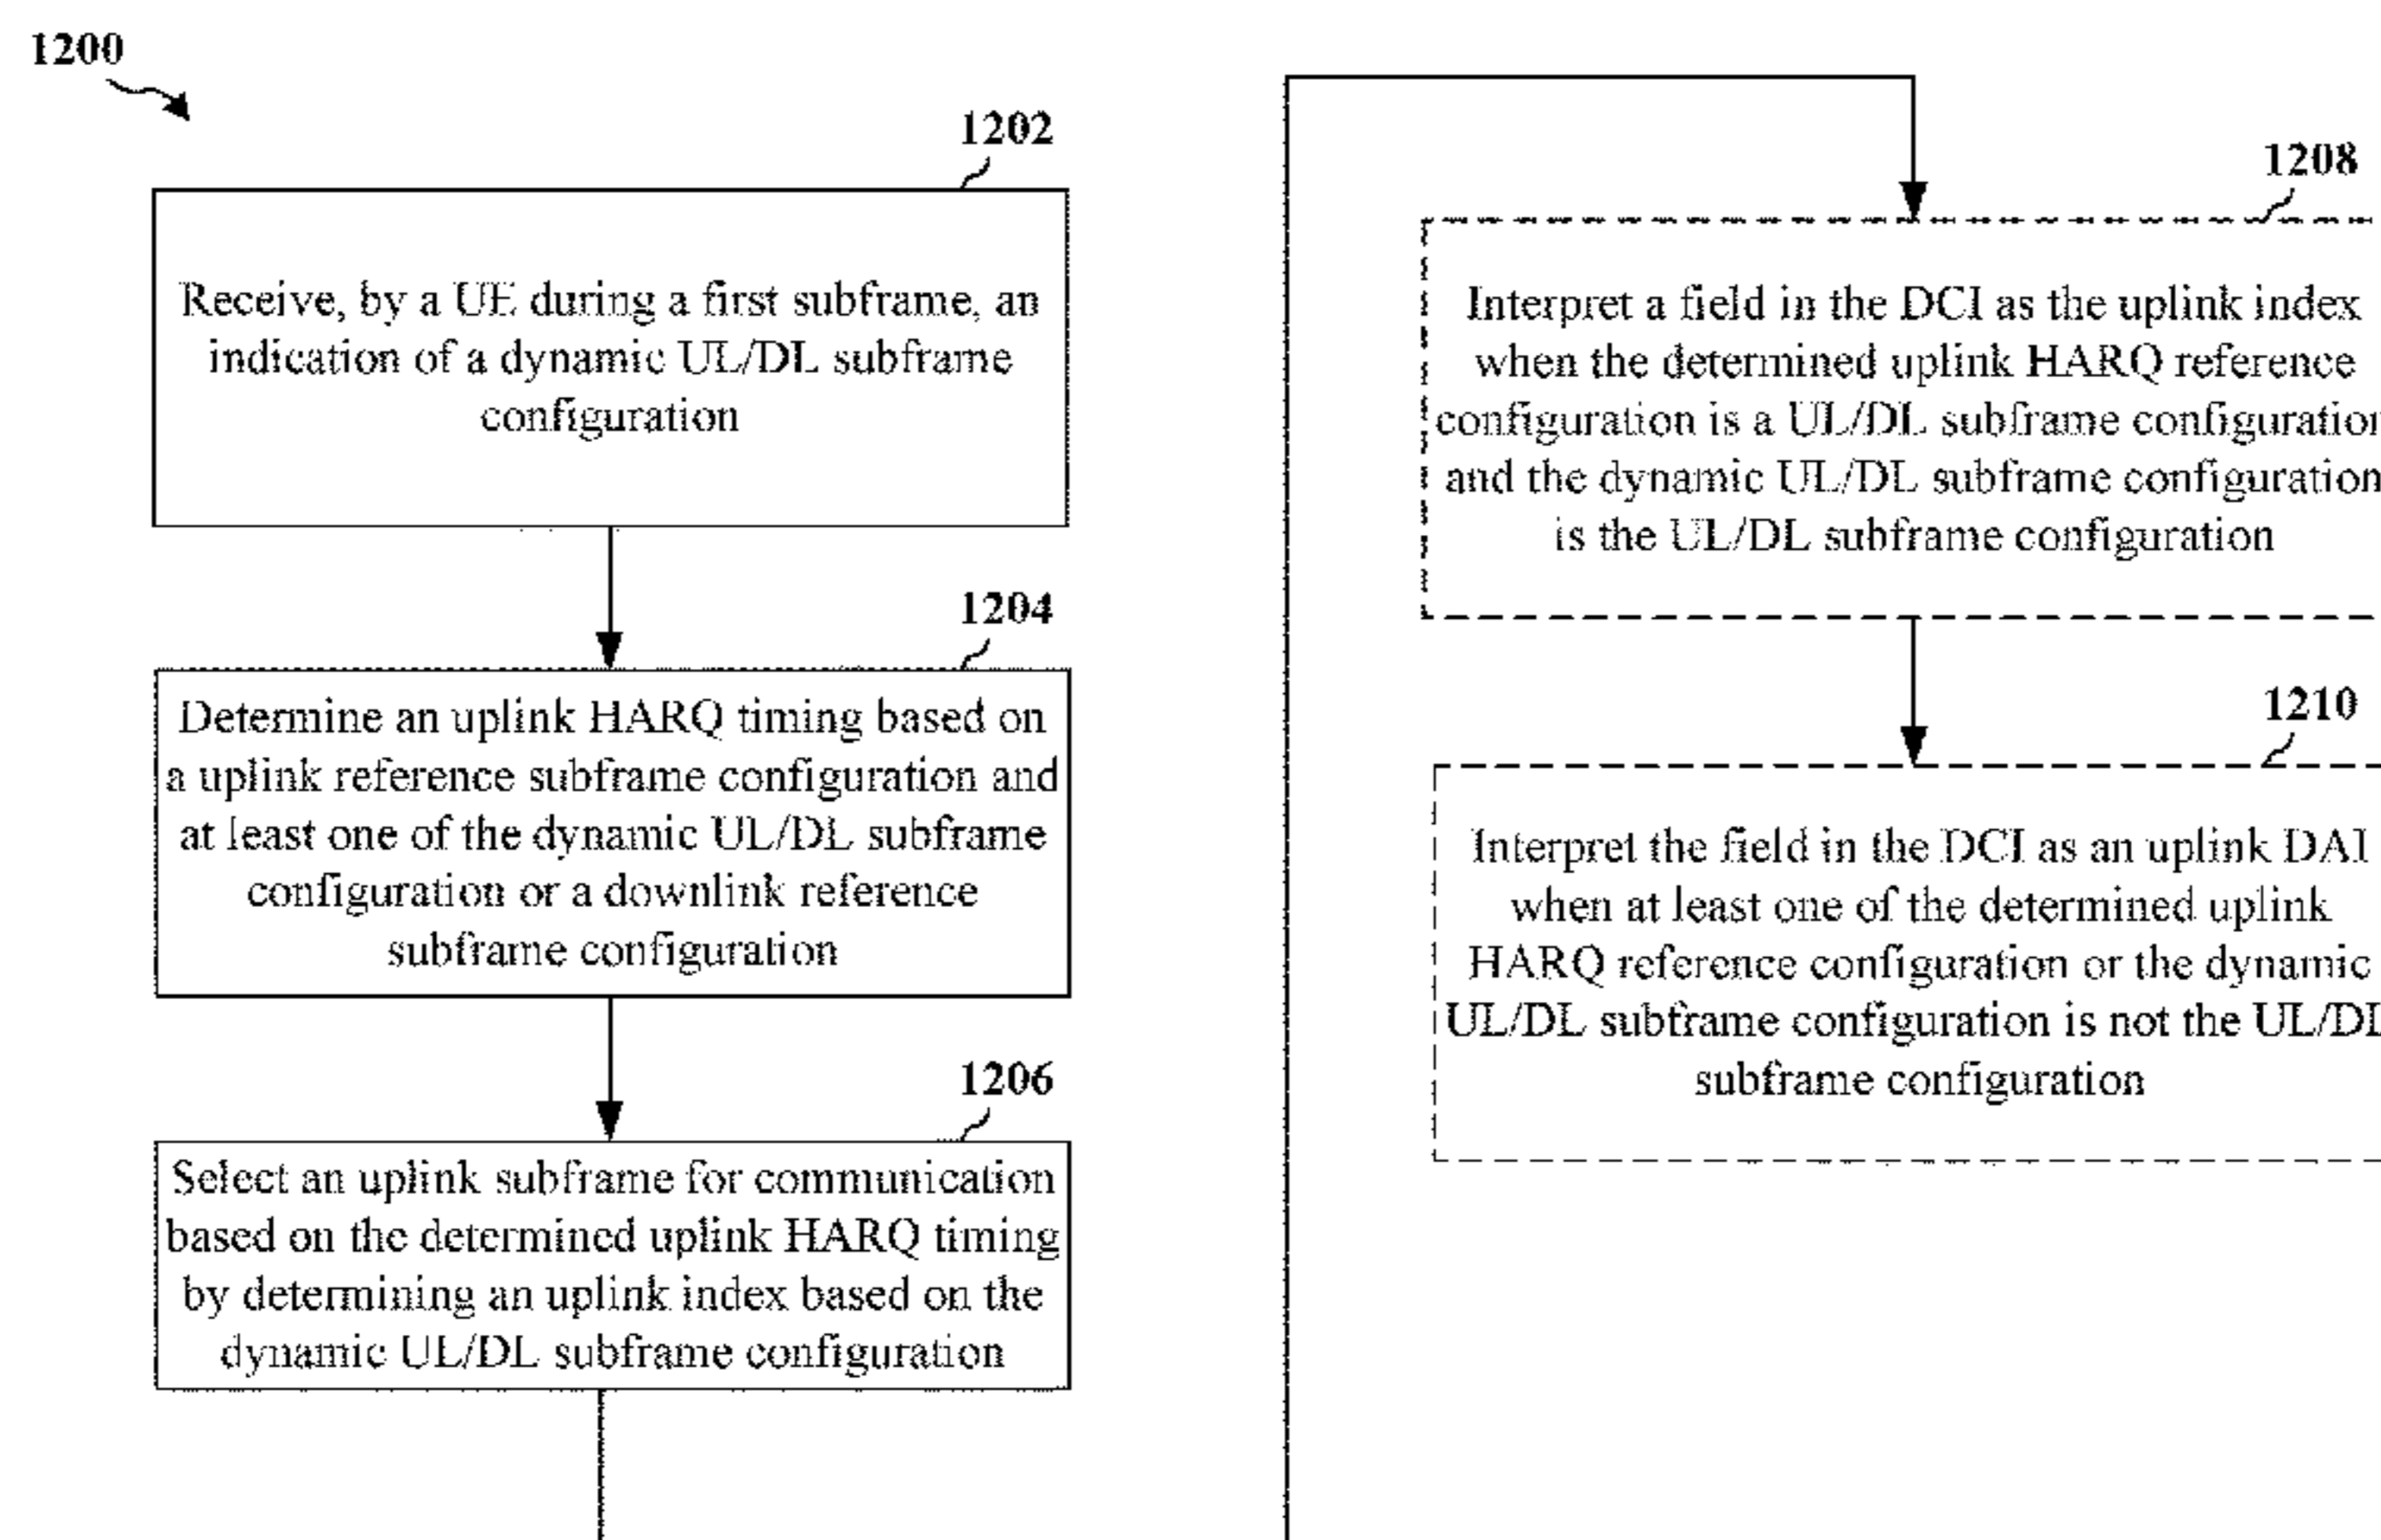 1200
1202
Receive, by a UE during a first subframe, an
indication of a dynamic UL/DL subframe
configuration
1204
Determine an uplink HARQ timing based on
a uplink reference subframe configuration and
at least one of the dynamic UL/DL subframe
configuration or a downlink reference
subframe configuration
1206
Select an uplink subframe for communication
based on the determined uplink HARQ timing
by determining an uplink index based on the
dynamic UL/DL subframe configuration
1208
Interpret a field in the DCI as the uplink index
when the determined uplink HARQ reference
configuration is a UL/DL subframe configuration
and the dynamic UL/DL subframe configuration
is the UL/DL subframe configuration
1210
Interpret the field in the DCI as an uplink DAI
when at least one of the determined uplink
HARQ reference configuration or the dynamic
UL/DL subframe configuration is not the UL/DL
subframe configuration